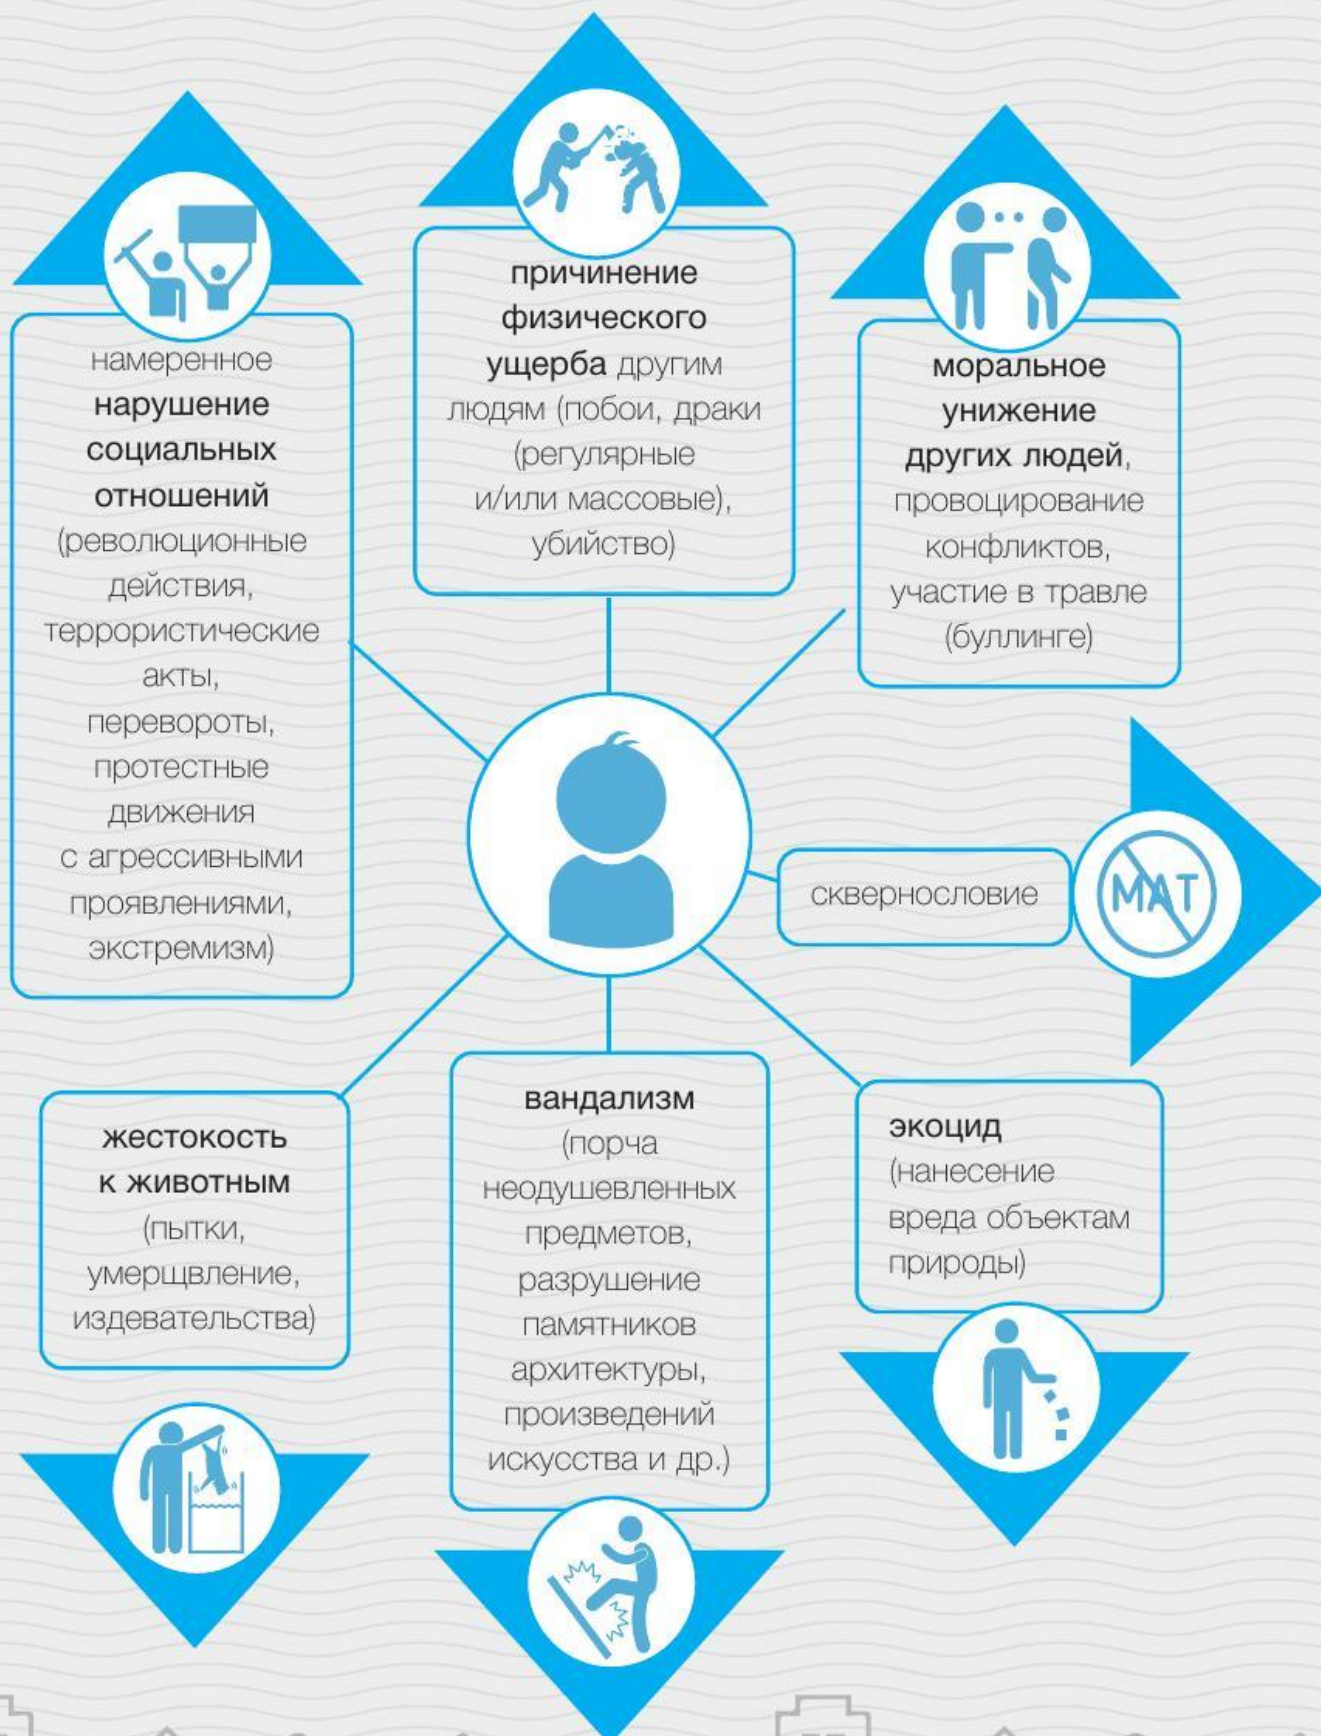 намеренное
нарушение
социальных
отношений
(революционные
действия,
террористические
акты,
перевороты,
протестные
движения
с агрессивными
проявлениями,
экстремизм)
причинение
физического
ущерба другим
людям (побои, драки
(регулярные
и/или массовые),
убийство)
моральное
унижение
других людей,
провоцирование
конфликтов,
участие в травле
(буллинге)
сквернословие
МАТ
жестокость
к животным
(пытки,
умерщвление,
издевательства)
вандализм
(порча
неодушевленных
предметов,
разрушение
памятников
архитектуры,
произведений
искусства и др.)
экоцид
(нанесение
вреда объектам
природы)